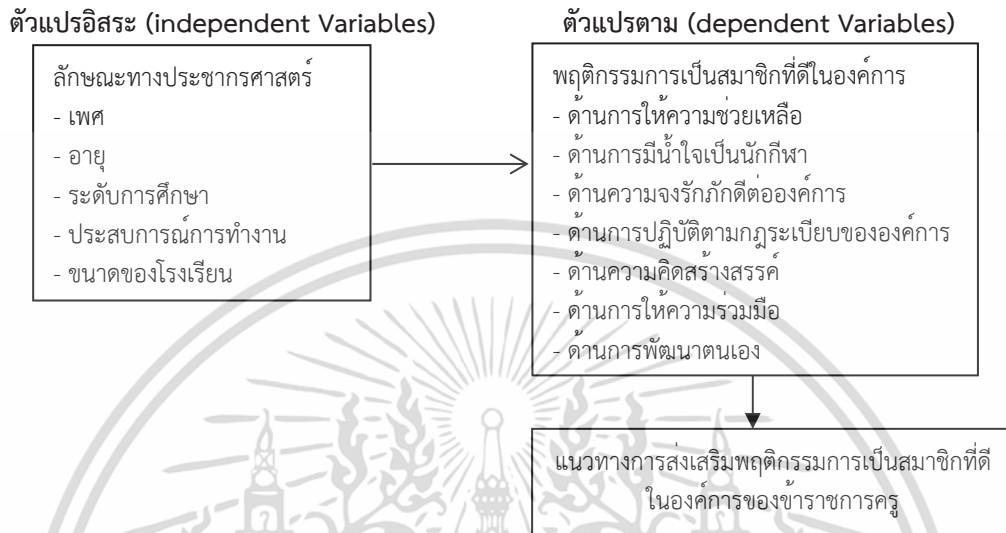 ตัวแปรอิสระ (independent Variables)
ลักษณะทางประชากรศาสตร์
- เพศ
- อายุ
- ระดับการศึกษา
- ประสบการณ์การทำงาน
- ขนาดของโรงเรียน
ตัวแปรตาม (dependent Variables)
พฤติกรรมการเป็นสมาชิกที่ดีในองค์การ
- ด้านการให้ความช่วยเหลือ
- ด้านการมีน้ำใจเป็นนักกีฬา
- ด้านความจงรักภักดีต่อองค์การ
- ด้านการปฏิบัติตามกฎระเบียบขององค์การ
- ด้านความคิดสร้างสรรค์
- ด้านการให้ความร่วมมือ
- ด้านการพัฒนาตนเอง
แนวทางการส่งเสริมพฤติกรรมการเป็นสมาชิกที่ดี
ในองค์การของข้าราชการครู